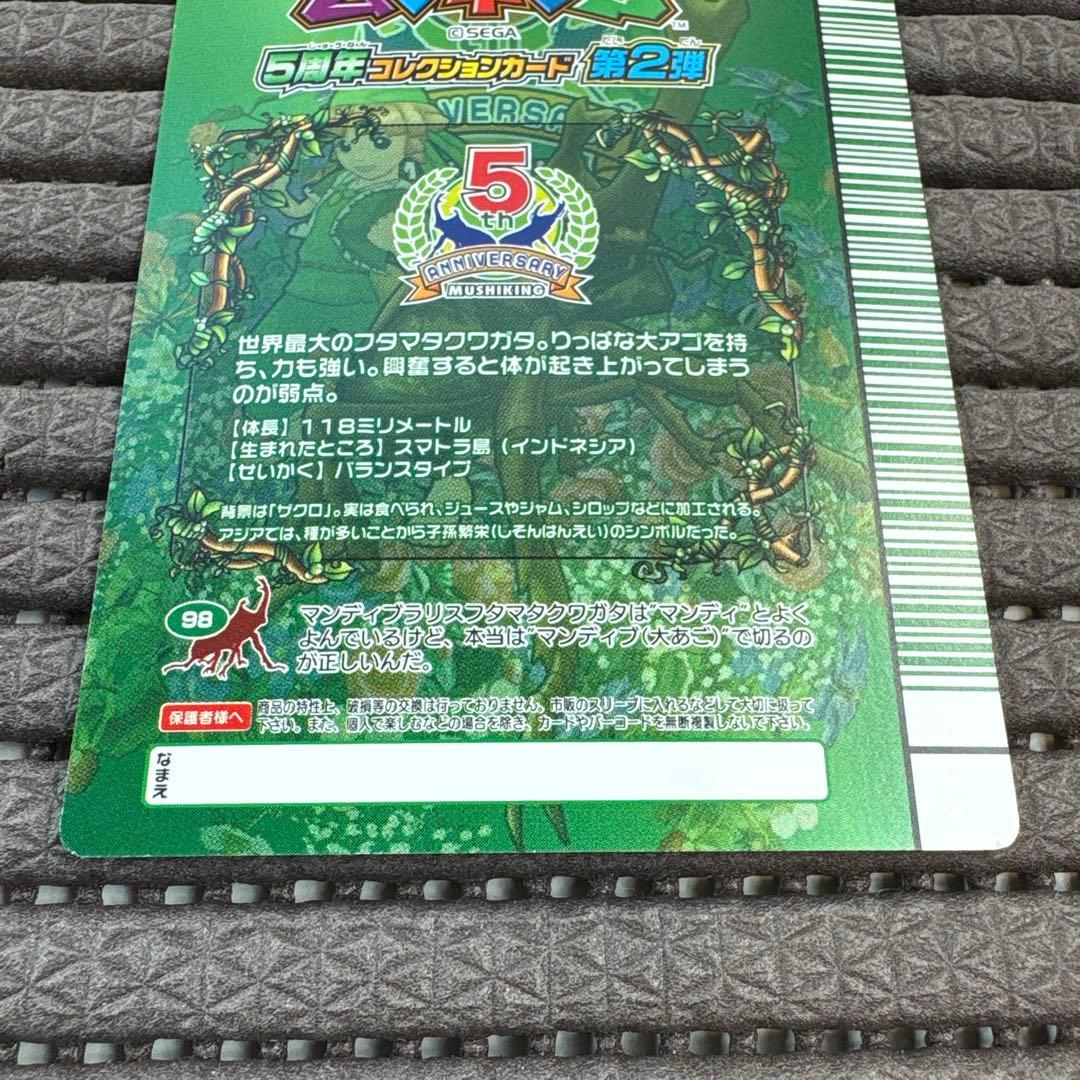 ムシキング™
©SEGA
しゅうねん だい だん
5周年コレクションカード 第2弾
5th
ANNIVERSARY
MUSHIKING
世界最大のフタマタクワガタ。りっぱな大アゴを持
ち、力も強い。興奮すると体が起き上がってしまう
のが弱点。
【体長】118ミリメートル
【生まれたところ】スマトラ島（インドネシア）
【せいかく】バランスタイプ
背景は「ザクロ」。実は食べられ、ジュースやジャム、シロップなどに加工される。
アジアでは、種が多いことから子孫繁栄（しそんはんえい）のシンボルだった。
98
マンディブラリスフタマタクワガタは"マンディ"とよく
よんでいるけど、本当は"マンディブ（大あご）"で切るの
が正しいんだ。
保護者様へ
商品の特性上、破損等の交換は行っておりません。市販のスリーブに入れるなどして大切に扱って
下さい。また、個人で楽しむなどの場合を除き、カードやバーコードを無断複製しないで下さい。
なまえ